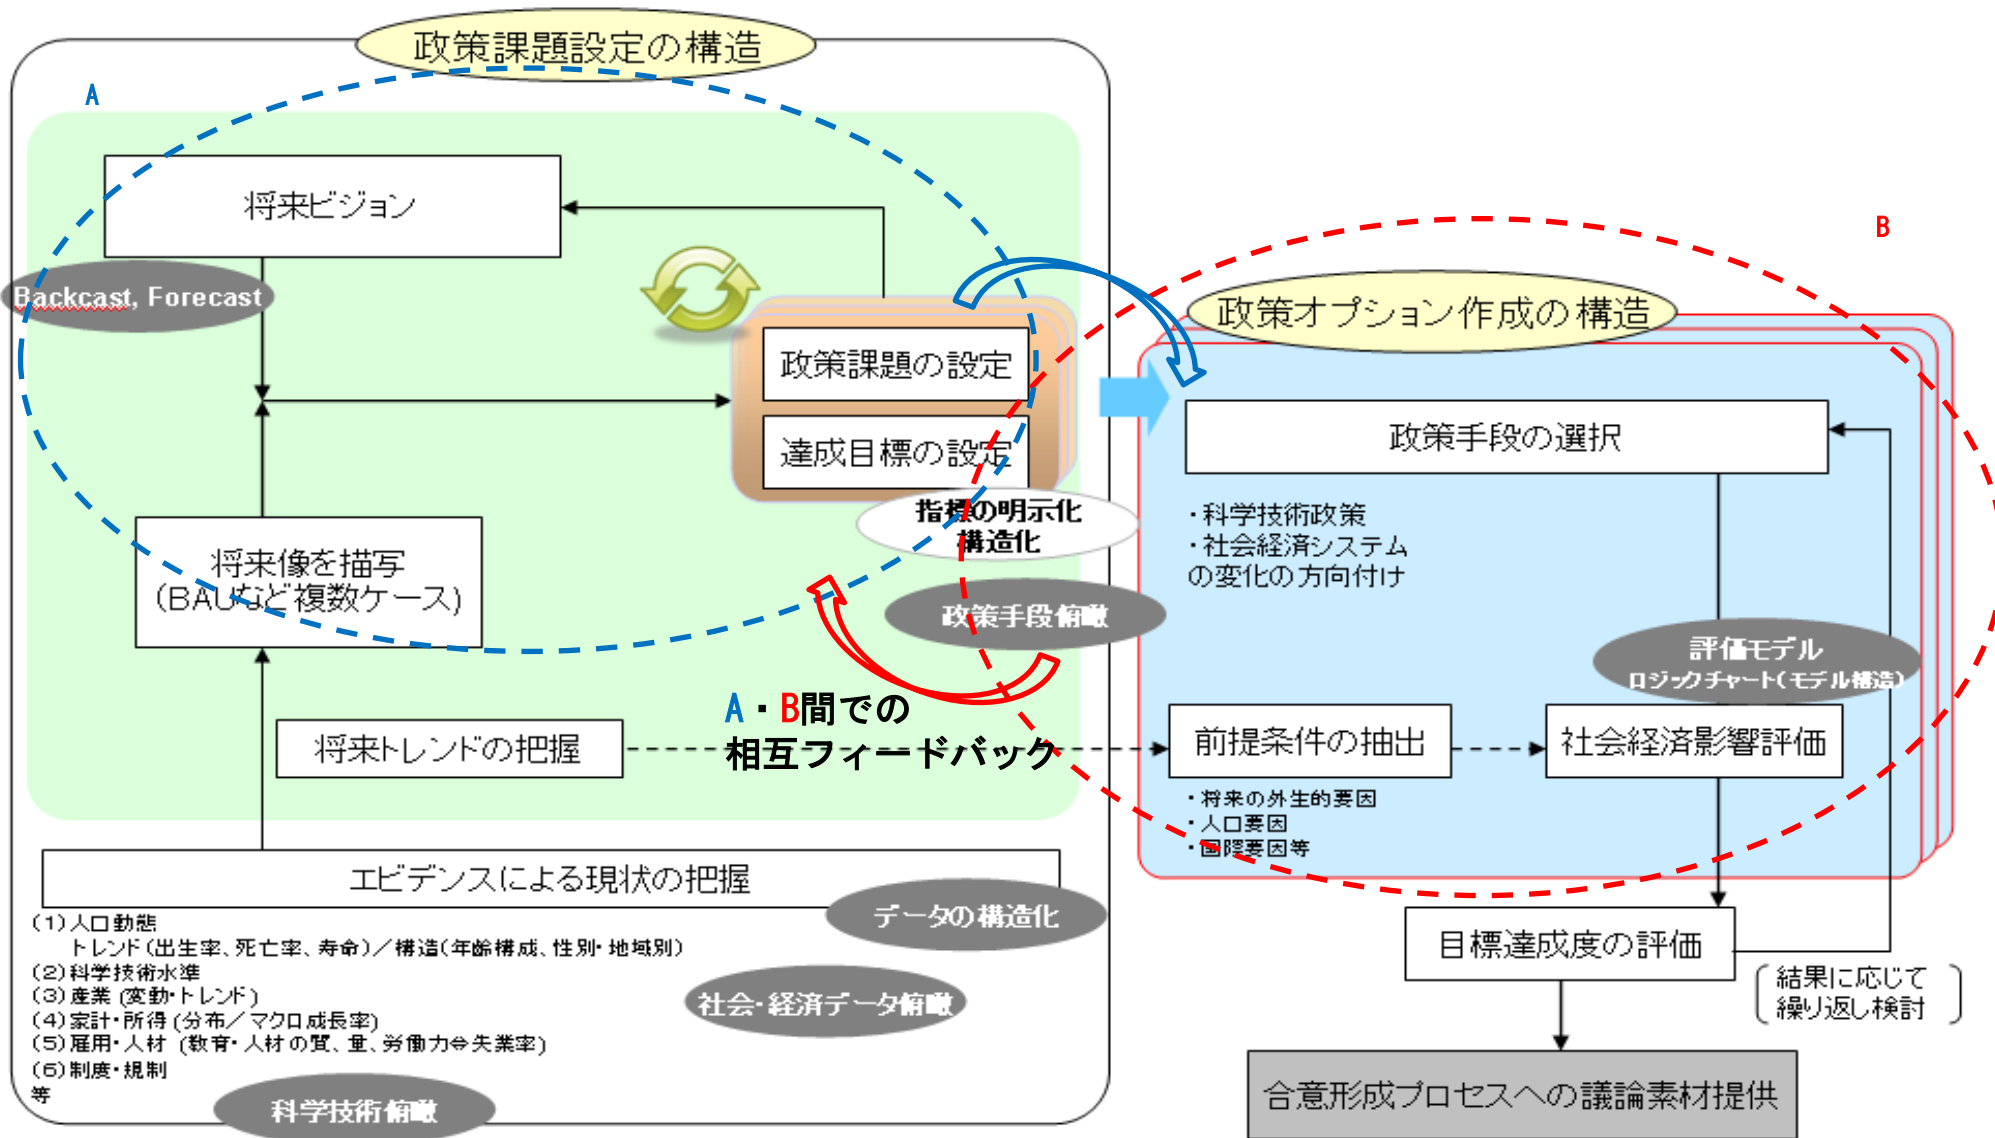 政策課題設定の構造
A
将来ビジョン
Backcast, Forecast
政策課題の設定
達成目標の設定
指標の明示化
構造化
将来像を描写
(BAUなど複数ケース)
政策手段俯瞰
将来トレンドの把握
A・B間での
相互フィードバック
エビデンスによる現状の把握
データの構造化
(1)人口動態
トレンド(出生率、死亡率、寿命)/構造(年齢構成、性別・地域別)
(2)科学技術水準
(3)産業 (変動・トレンド)
(4)家計・所得 (分布/マクロ成長率)
(5)雇用・人材 (教育・人材の質、量、労働力⇔失業率)
(6)制度・規制
等
社会・経済データ俯瞰
科学技術俯瞰
B
政策オプション作成の構造
政策手段の選択
・科学技術政策
・社会経済システム
の変化の方向付け
評価モデル
ロジックチャート(モデル構造)
前提条件の抽出
社会経済影響評価
・将来の外生的要因
・人口要因
・国際要因等
目標達成度の評価
結果に応じて
繰り返し検討
合意形成プロセスへの議論素材提供